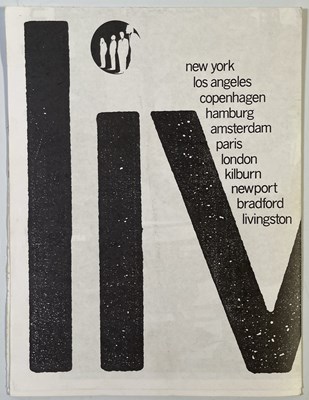 liv
new york
los angeles
copenhagen
hamburg
amsterdam
paris
london
kilburn
newport
bradford
livingston